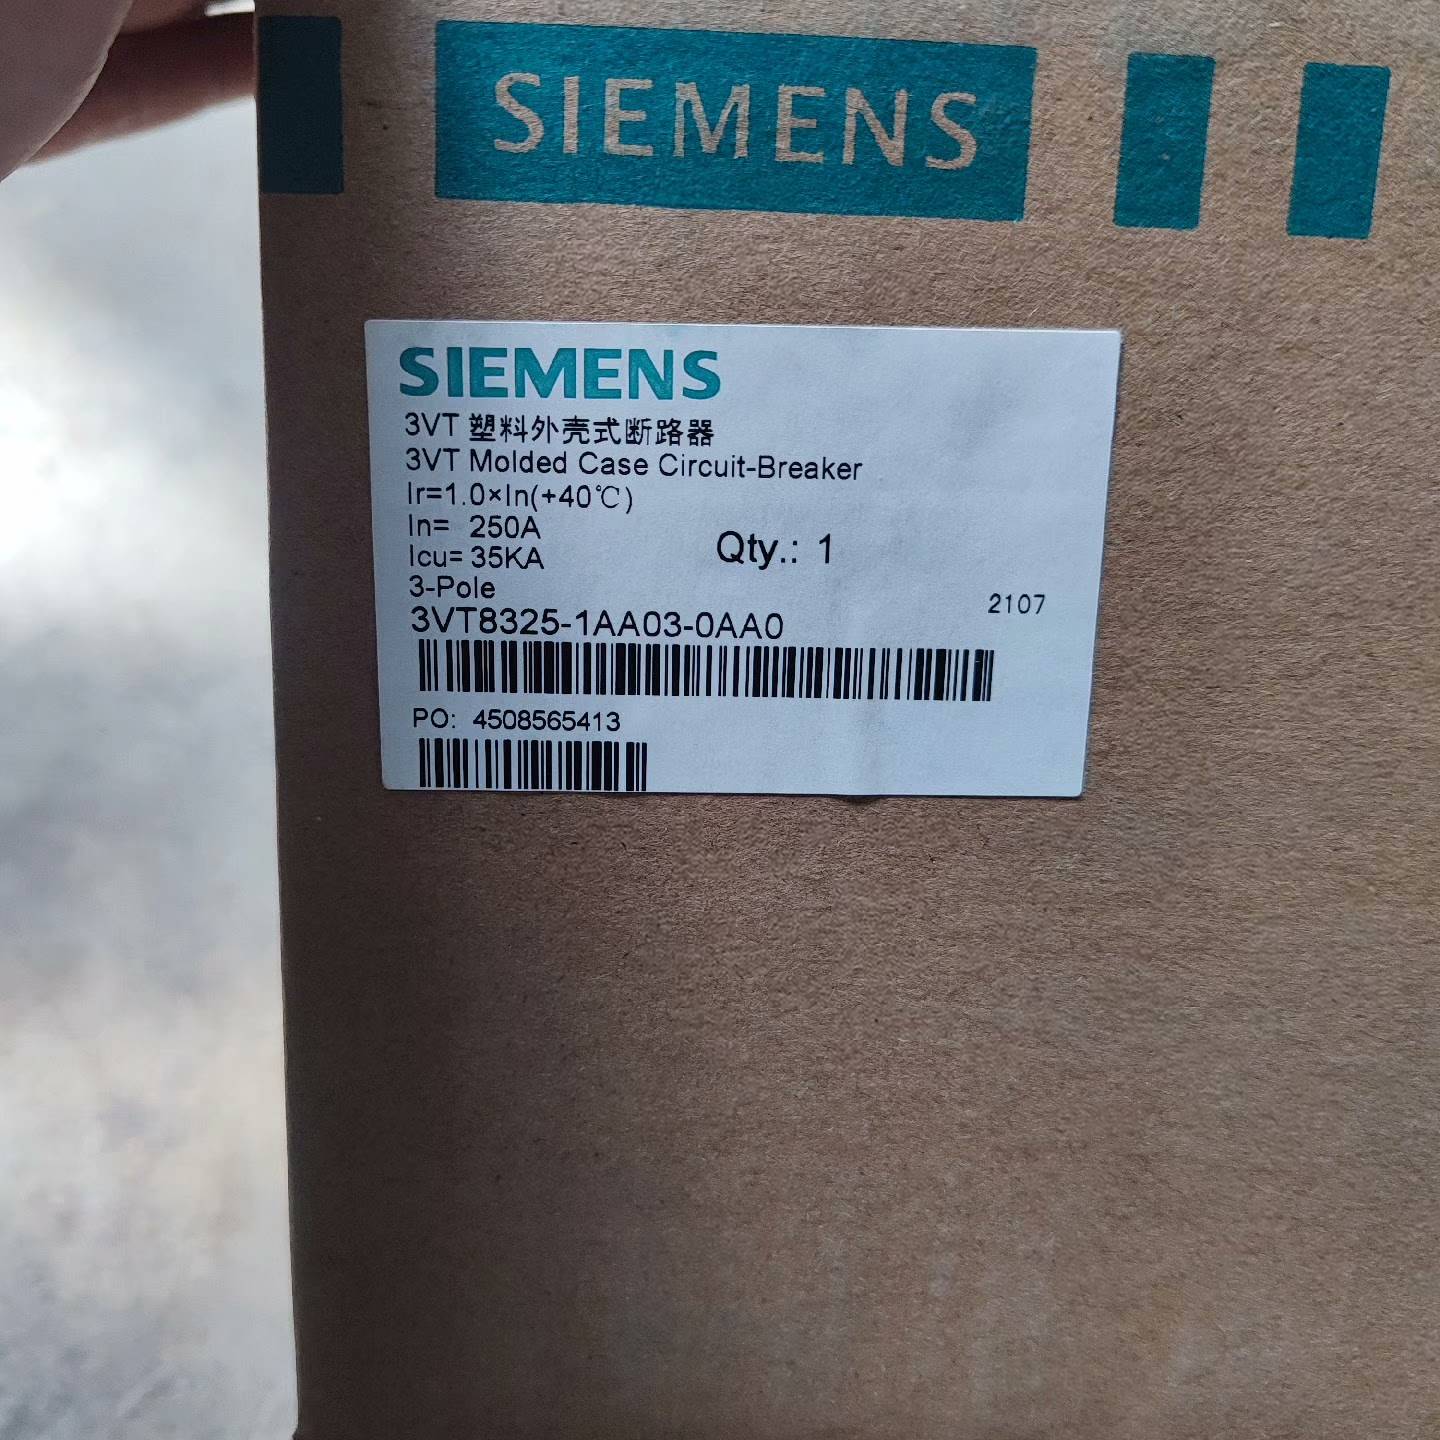 SIEMENS
SIEMENS
3VT 塑料外壳式断路器
3VT Molded Case Circuit-Breaker
Ir=1.0×In(+40℃)
In= 250A
Icu= 35KA
Qty.: 1
3-Pole
2107
3VT8325-1AA03-0AA0
PO: 4508565413